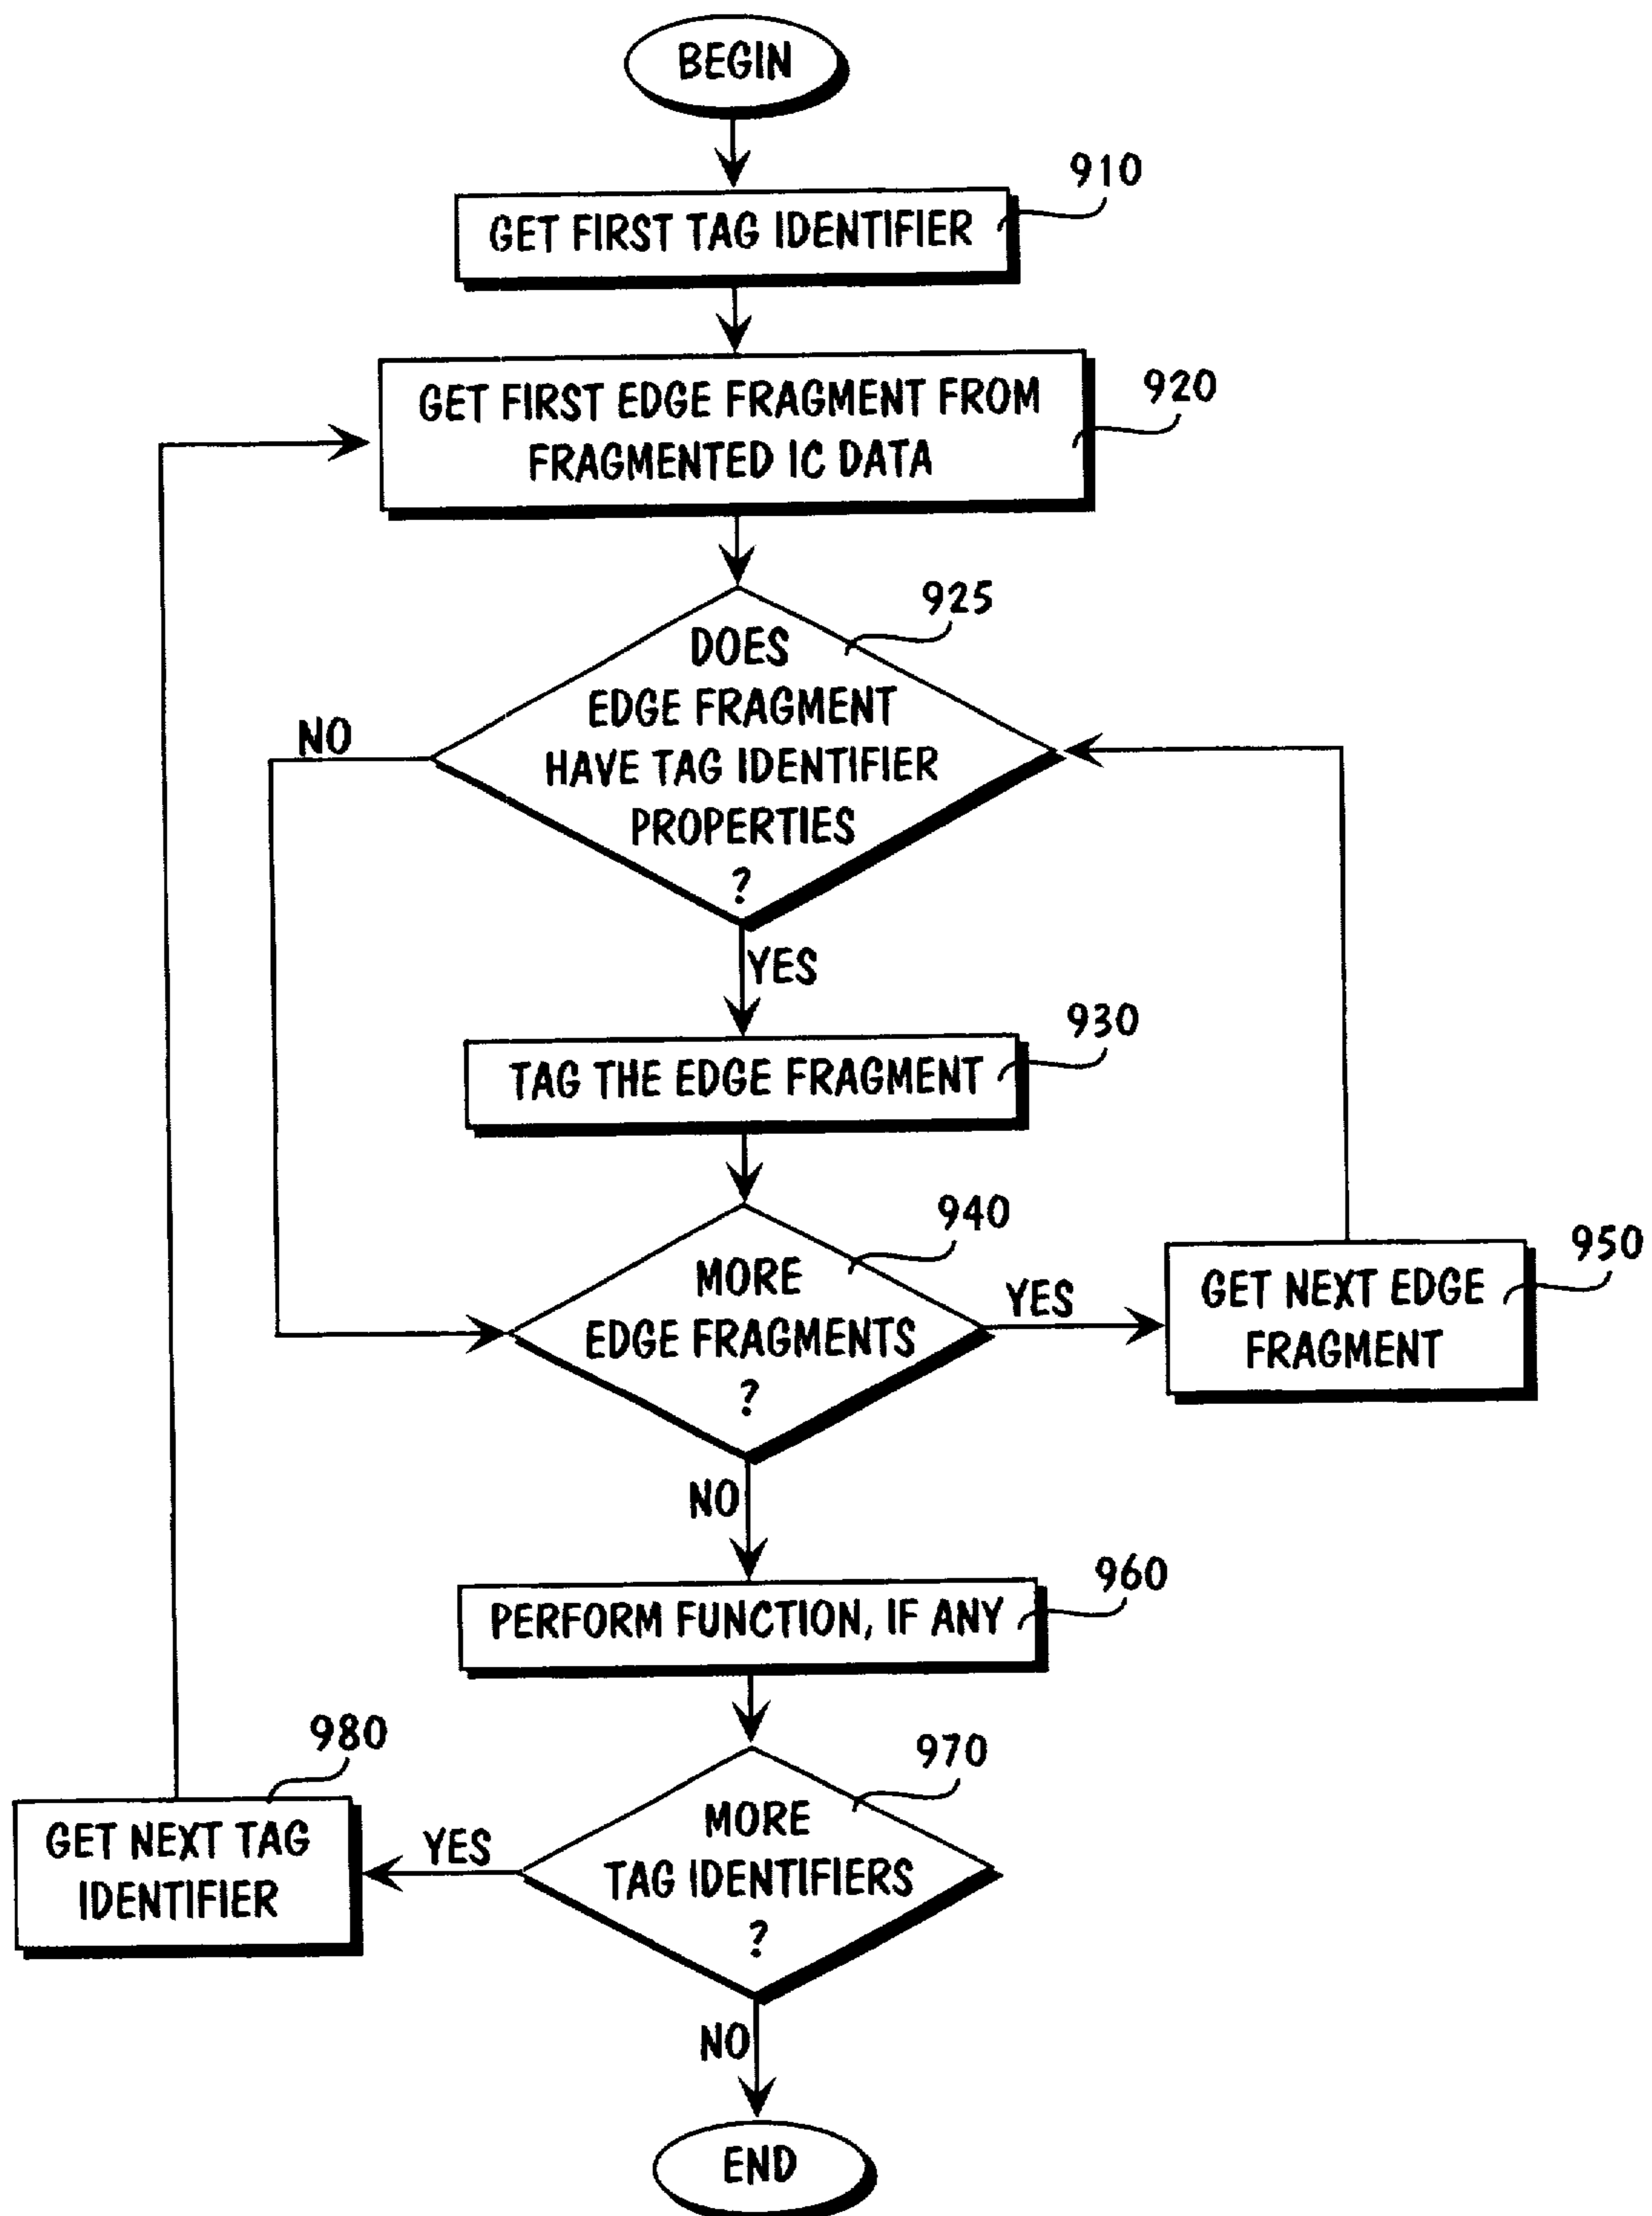 BEGIN
910
GET FIRST TAG IDENTIFIER
920
GET FIRST EDGE FRAGMENT FROM
FRAGMENTED IC DATA
925
DOES
EDGE FRAGMENT
HAVE TAG IDENTIFIER
PROPERTIES
?
NO
YES
930
TAG THE EDGE FRAGMENT
940
MORE
EDGE FRAGMENTS
?
YES
950
GET NEXT EDGE
FRAGMENT
NO
960
PERFORM FUNCTION, IF ANY
970
MORE
TAG IDENTIFIERS
?
YES
980
GET NEXT TAG
IDENTIFIER
NO
END